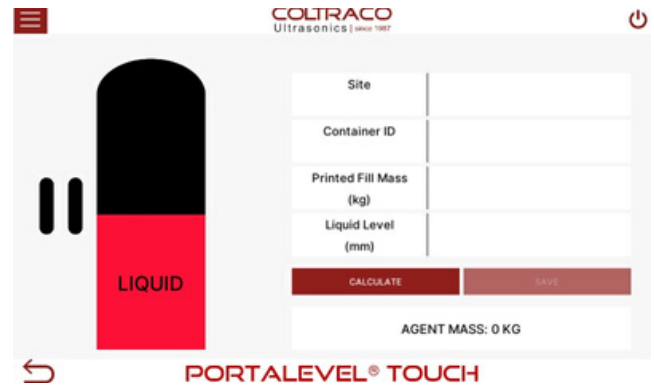 COLTRACO
Ultrasonics | since 1987
Site
Container ID
Printed Fill Mass
(kg)
Liquid Level
(mm)
LIQUID
CALCULATE
SAVE
AGENT MASS: 0 KG
PORTALEVEL® TOUCH